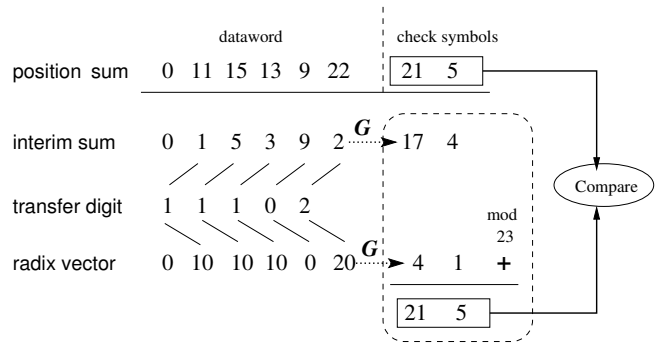 dataword check symbols
position sum 0 11 15 13 9 22 21 5
interim sum 0 1 5 3 9 2 G 17 4
Compare
transfer digit 1 1 1 0 2
mod
23
radix vector 0 10 10 10 0 20 G 4 1 +
21 5